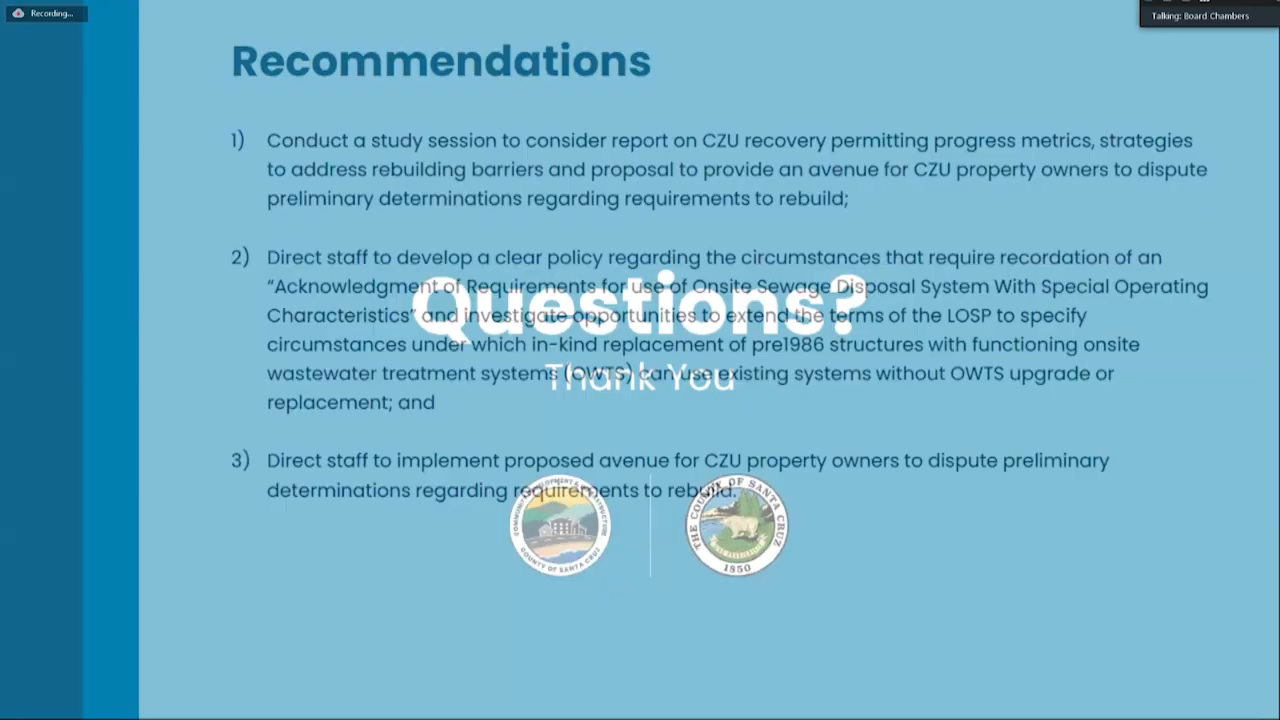 Recording...
Talking: Board Chambers
Recommendations
1) Conduct a study session to consider report on CZU recovery permitting progress metrics, strategies
to address rebuilding barriers and proposal to provide an avenue for CZU property owners to dispute
preliminary determinations regarding requirements to rebuild;
2) Direct staff to develop a clear policy regarding the circumstances that require recordation of an
“Acknowledgment of Requirements for use of Onsite Sewage Disposal System With Special Operating
Characteristics” and investigate opportunities to extend the terms of the LOSP to specify
circumstances under which in-kind replacement of pre1986 structures with functioning onsite
wastewater treatment systems (OWTS) can use existing systems without OWTS upgrade or
replacement; and
3) Direct staff to implement proposed avenue for CZU property owners to dispute preliminary
determinations regarding requirements to rebuild.
Questions?
Thank You
COMMUNITY DEVELOPMENT & INFRASTRUCTURE
COUNTY OF SANTA CRUZ
THE COUNTY OF SANTA CRUZ
1850